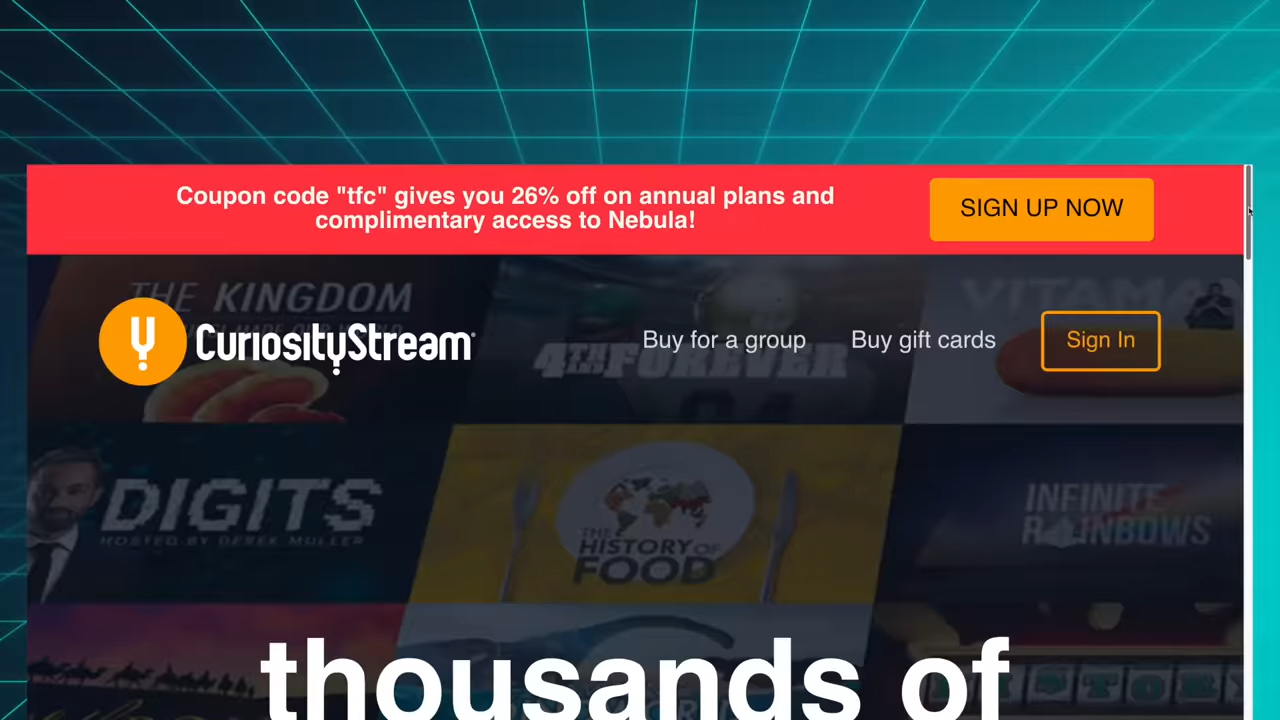 Coupon code "tfc" gives you 26% off on annual plans and
complimentary access to Nebula!
SIGN UP NOW
THE KINGDOM
VITAMA
CuriosityStream
Buy for a group
Buy gift cards
Sign In
4TH AND FOREVER
DIGITS
HOSTED BY DEREK MULLER
THE
HISTORY OF
FOOD
INFINITE
RAINBOWS
thousands of